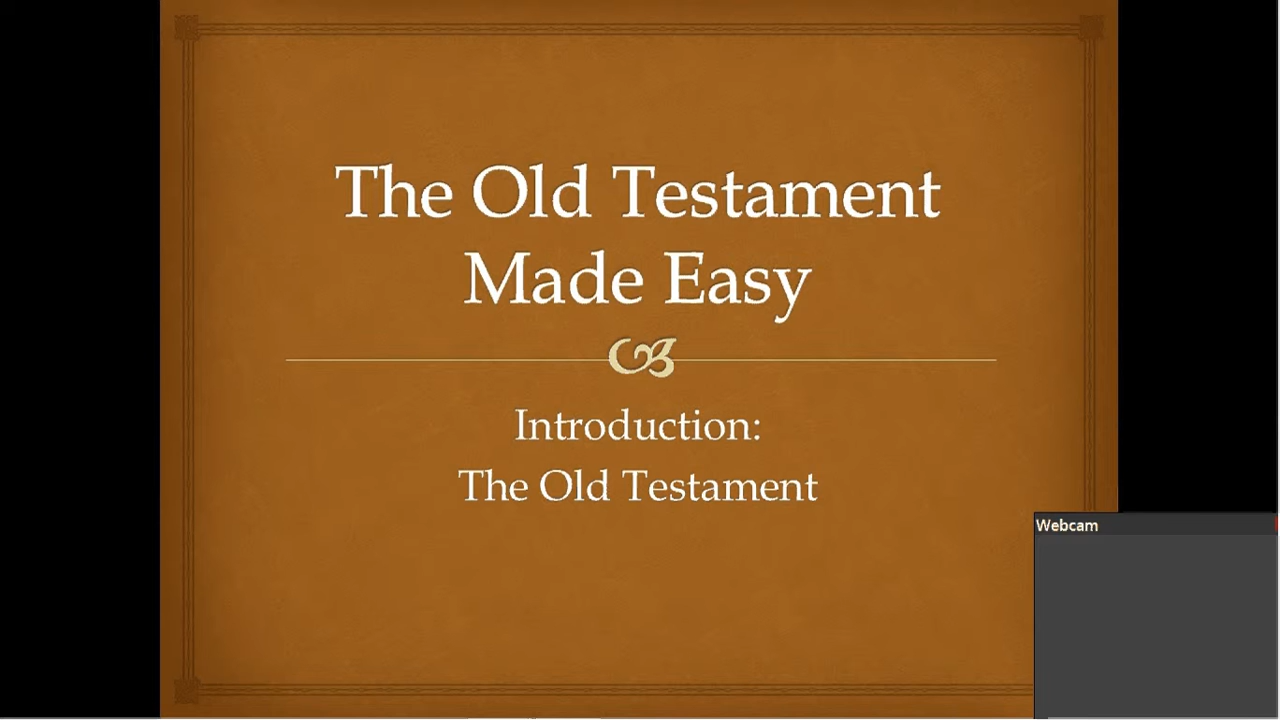 The Old Testament
Made Easy
Introduction:
The Old Testament
Webcam